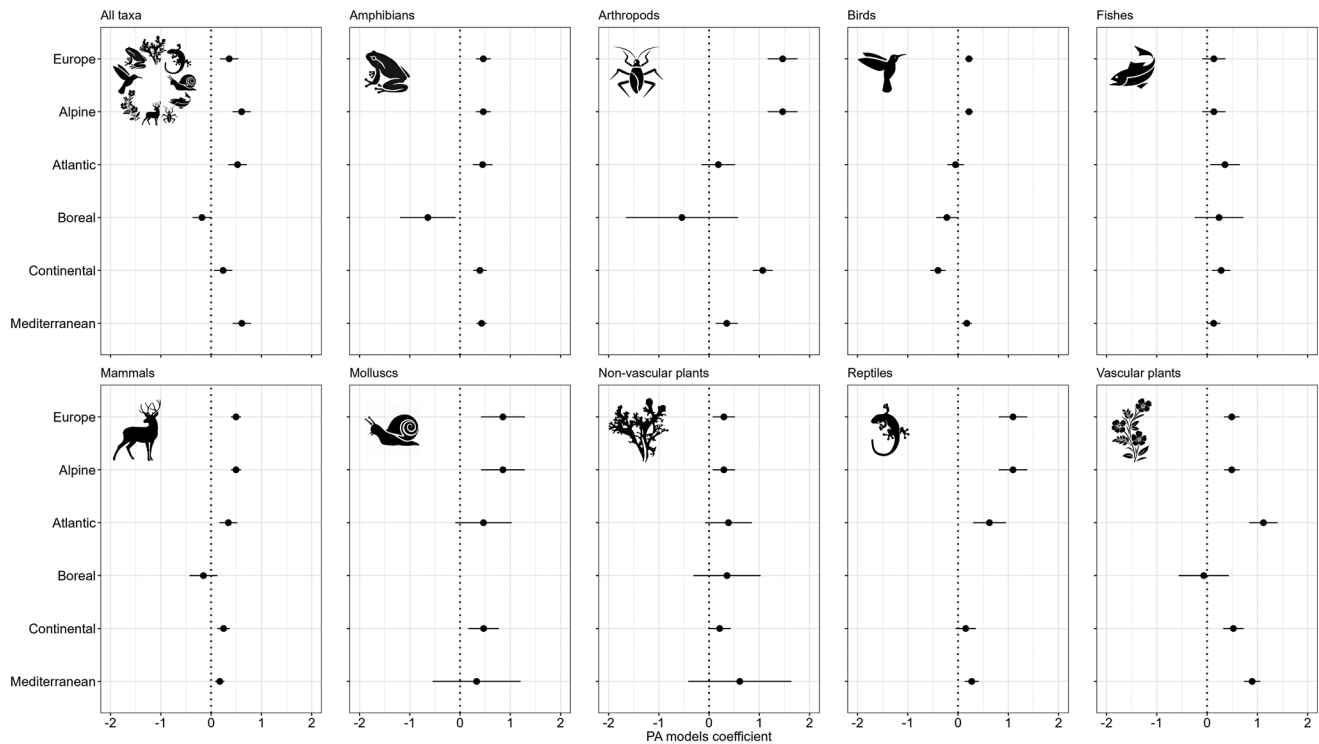 All taxa
Amphibians
Arthropods
Birds
Fishes
Europe
Alpine
Atlantic
Boreal
Continental
Mediterranean
Mammals
Molluscs
Non-vascular plants
Reptiles
Vascular plants
Europe
Alpine
Atlantic
Boreal
Continental
Mediterranean
-2 -1 0 1 2 -2 -1 0 1 2 -2 -1 0 1 2 -2 -1 0 1 2 -2 -1 0 1 2
PA models coefficient